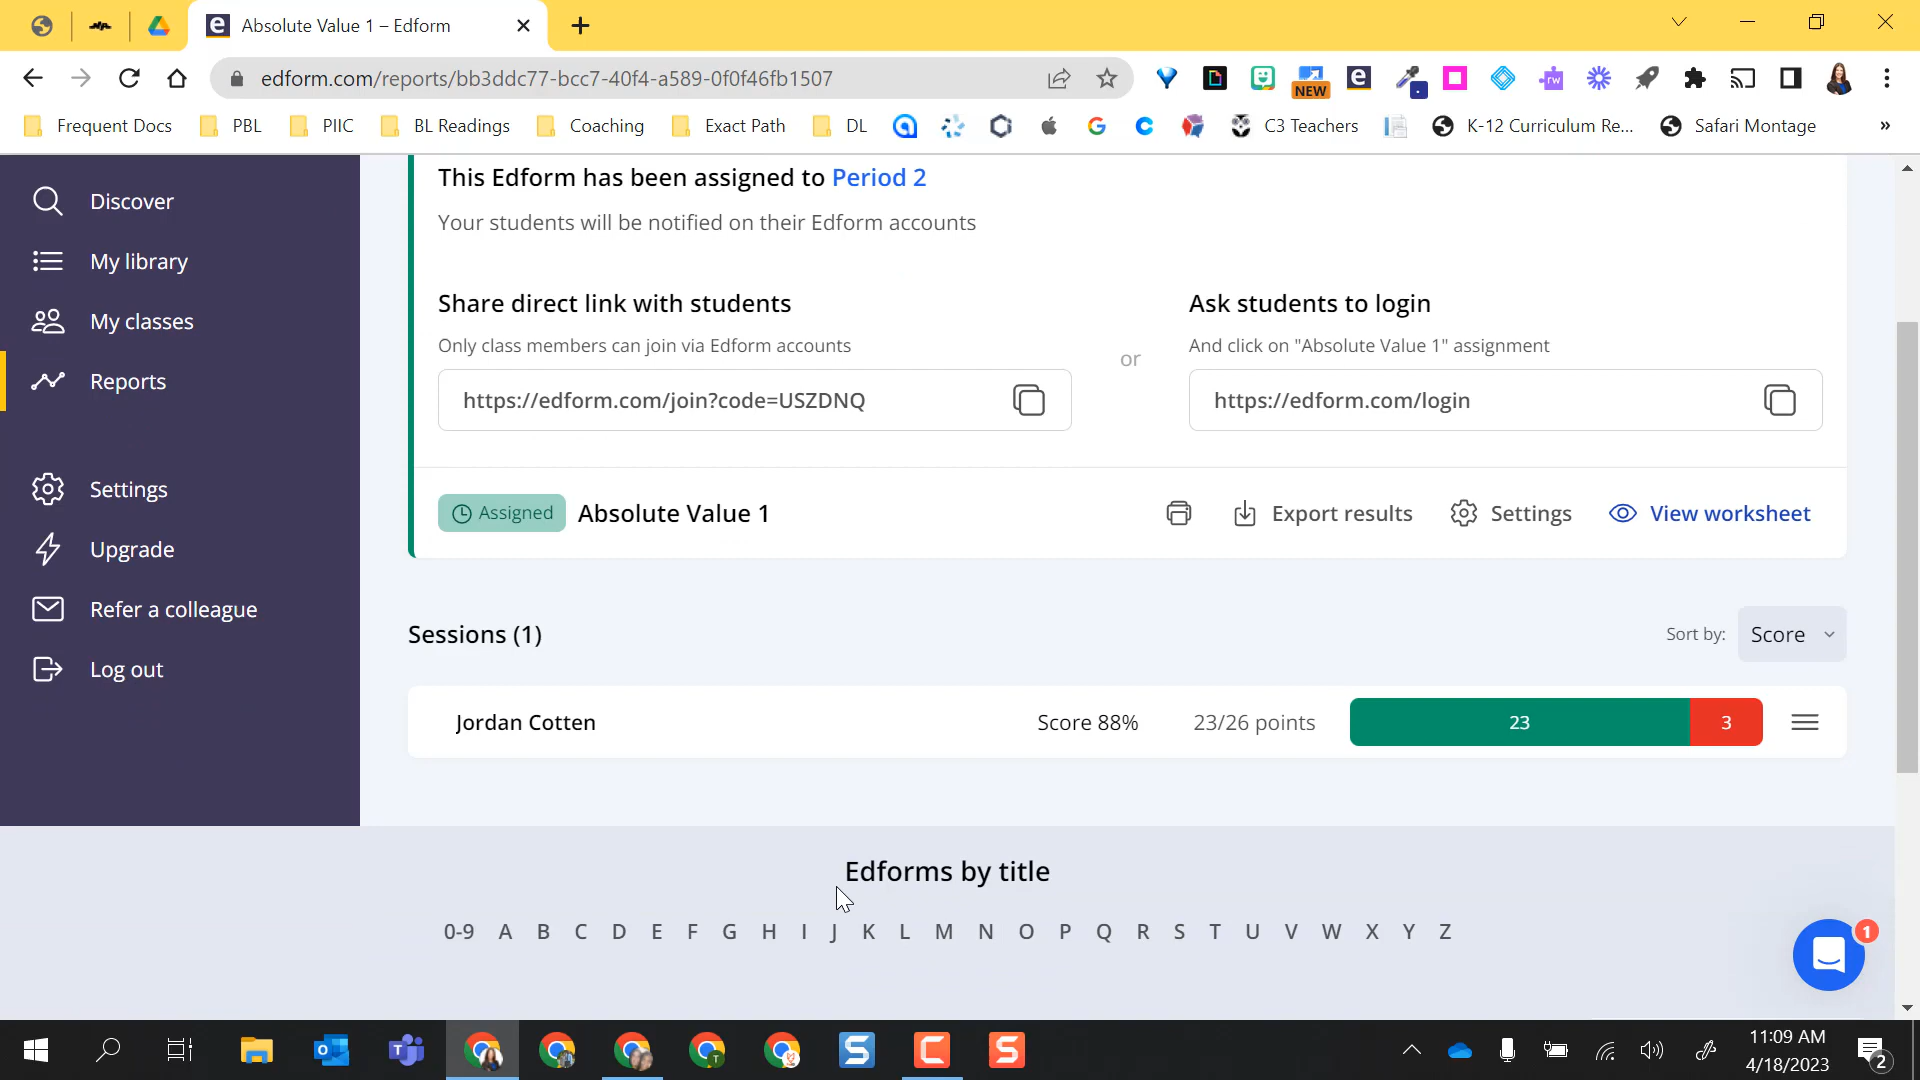 Absolute Value 1 – Edform
edform.com/reports/bb3ddc77-bcc7-40f4-a589-0f0f46fb1507
NEW
rw
Frequent Docs
PBL
PIIC
BL Readings
Coaching
Exact Path
DL
C3 Teachers
K-12 Curriculum Re...
Safari Montage
»
Discover
My library
My classes
Reports
Settings
Upgrade
Refer a colleague
Log out
This Edform has been assigned to Period 2
Your students will be notified on their Edform accounts
Share direct link with students
Only class members can join via Edform accounts
https://edform.com/join?code=USZDNQ
or
Ask students to login
And click on "Absolute Value 1" assignment
https://edform.com/login
Assigned
Absolute Value 1
Export results
Settings
View worksheet
Sessions (1)
Sort by:
Score
Jordan Cotten
Score 88%
23/26 points
23
3
Edforms by title
0-9 A B C D E F G H I J K L M N O P Q R S T U V W X Y Z
1
11:09 AM
4/18/2023
2